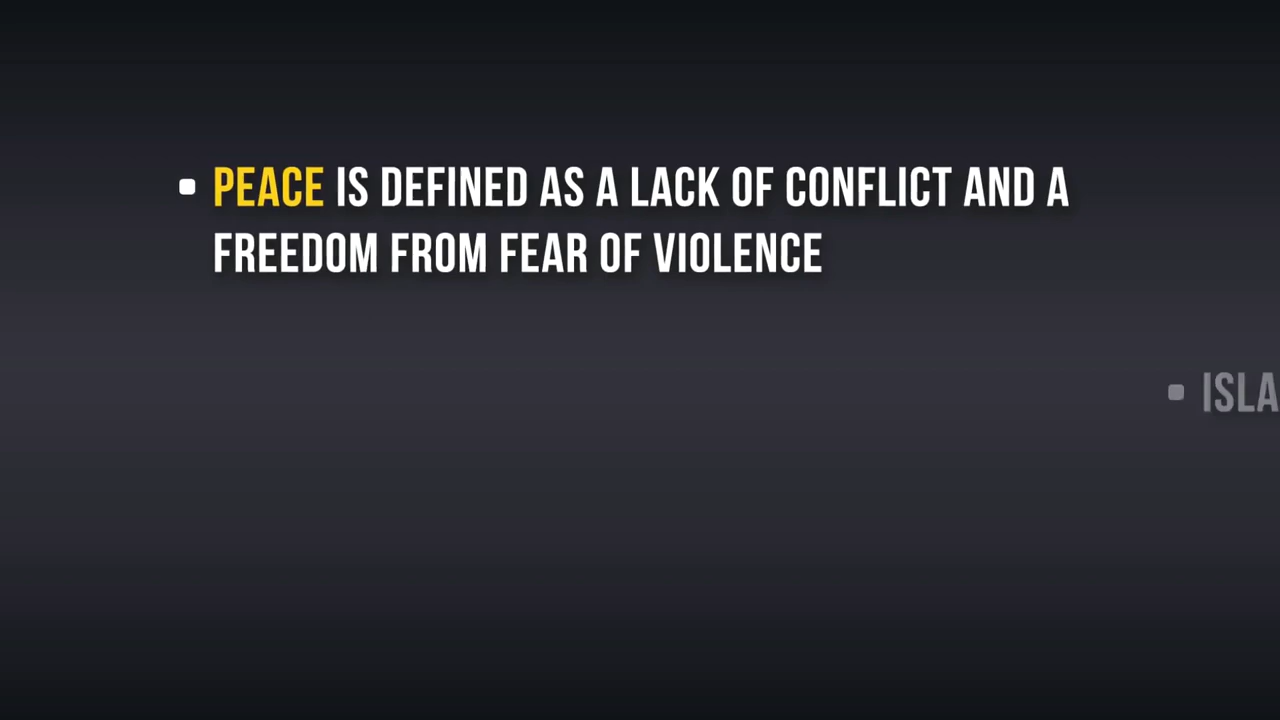 PEACE IS DEFINED AS A LACK OF CONFLICT AND A
FREEDOM FROM FEAR OF VIOLENCE
ISLA